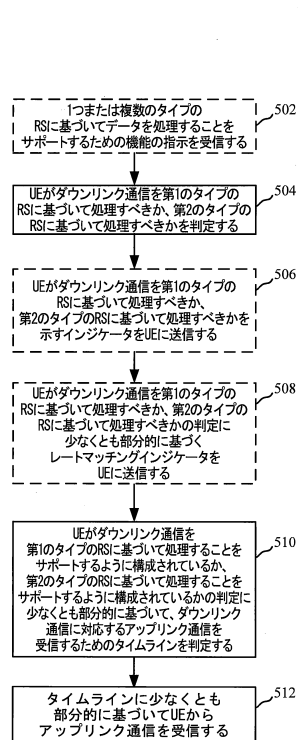 1つまたは複数のタイプの
RSに基づいてデータを処理することを
サポートするための機能の指示を受信する
502
UEがダウンリンク通信を第1のタイプの
RSに基づいて処理すべきか、第2のタイプの
RSに基づいて処理すべきかを判定する
504
UEがダウンリンク通信を第1のタイプの
RSに基づいて処理すべきか、
第2のタイプのRSに基づいて処理すべきかを
示すインジケータをUEに送信する
506
UEがダウンリンク通信を第1のタイプの
RSに基づいて処理すべきか、第2のタイプの
RSに基づいて処理すべきかの判定に
少なくとも部分的に基づく
レートマッチングインジケータを
UEに送信する
508
UEがダウンリンク通信を
第1のタイプのRSに基づいて処理することを
サポートするように構成されているか、
第2のタイプのRSに基づいて処理することを
サポートするように構成されているかの判定に
少なくとも部分的に基づいて、ダウンリンク
通信に対応するアップリンク通信を
受信するためのタイムラインを判定する
510
タイムラインに少なくとも
部分的に基づいてUEから
アップリンク通信を受信する
512